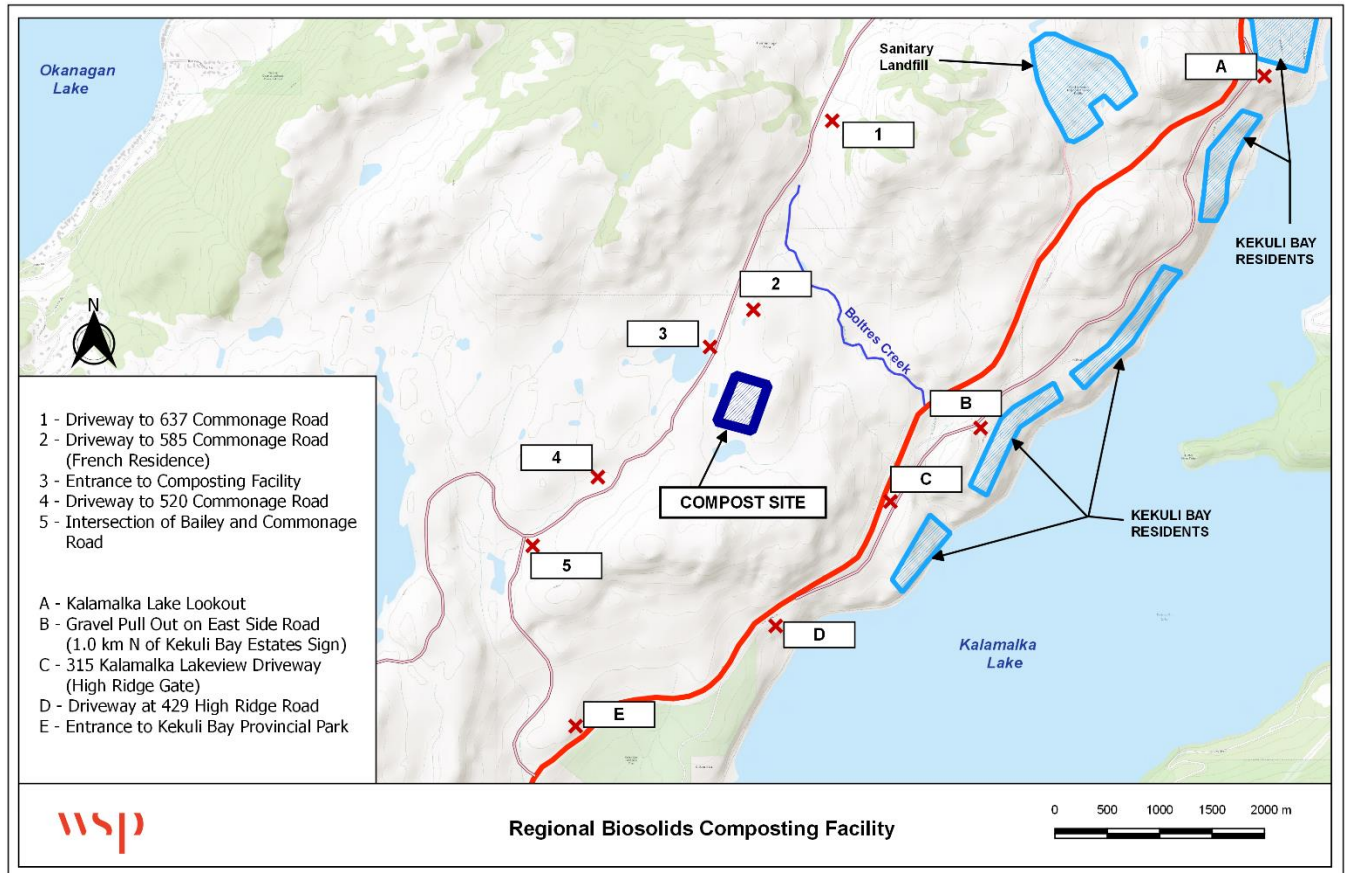 Okanagan
Lake
Sanitary
Landfill
A
1
KEKULI BAY
RESIDENTS
2
N
3
Boltres Creek
B
4
C
COMPOST SITE
KEKULI BAY
RESIDENTS
5
D
Kalamalka
Lake
E
1 - Driveway to 637 Commonage Road
2 - Driveway to 585 Commonage Road
(French Residence)
3 - Entrance to Composting Facility
4 - Driveway to 520 Commonage Road
5 - Intersection of Bailey and Commonage
Road
A - Kalamalka Lake Lookout
B - Gravel Pull Out on East Side Road
(1.0 km N of Kekuli Bay Estates Sign)
C - 315 Kalamalka Lakeview Driveway
(High Ridge Gate)
D - Driveway at 429 High Ridge Road
E - Entrance to Kekuli Bay Provincial Park
wsp
Regional Biosolids Composting Facility
0 500 1000 1500 2000 m